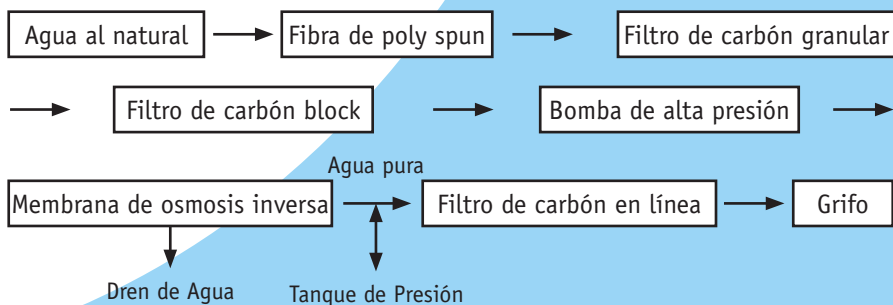 Agua al natural
Fibra de poly spun
Filtro de carbón granular
Filtro de carbón block
Bomba de alta presión
Agua pura
Membrana de osmosis inversa
Filtro de carbón en línea
Grifo
Dren de Agua
Tanque de Presión